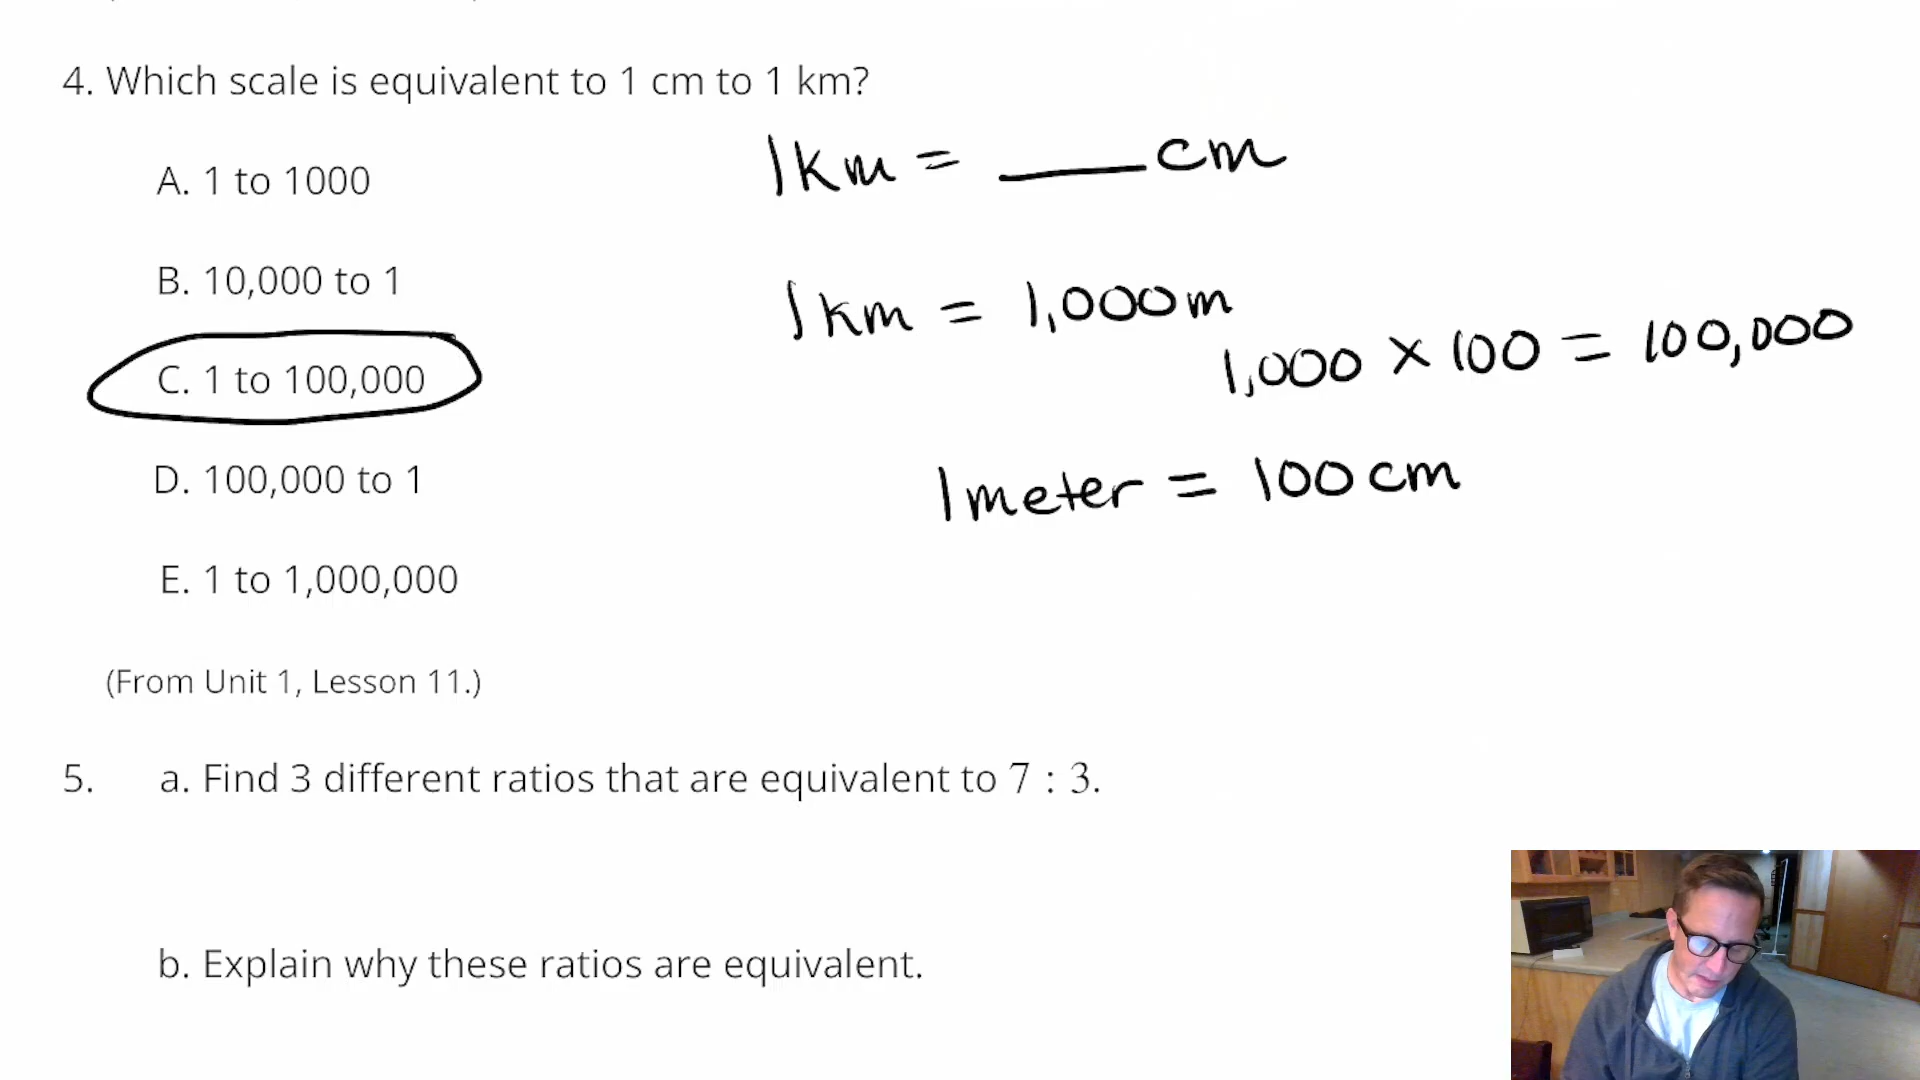 4. Which scale is equivalent to 1 cm to 1 km?
1km = ___ cm
A. 1 to 1000
B. 10,000 to 1
1km = 1,000m
1,000 × 100 = 100,000
C. 1 to 100,000
D. 100,000 to 1
1 meter = 100cm
E. 1 to 1,000,000
(From Unit 1, Lesson 11.)
5. a. Find 3 different ratios that are equivalent to 7 : 3.
b. Explain why these ratios are equivalent.